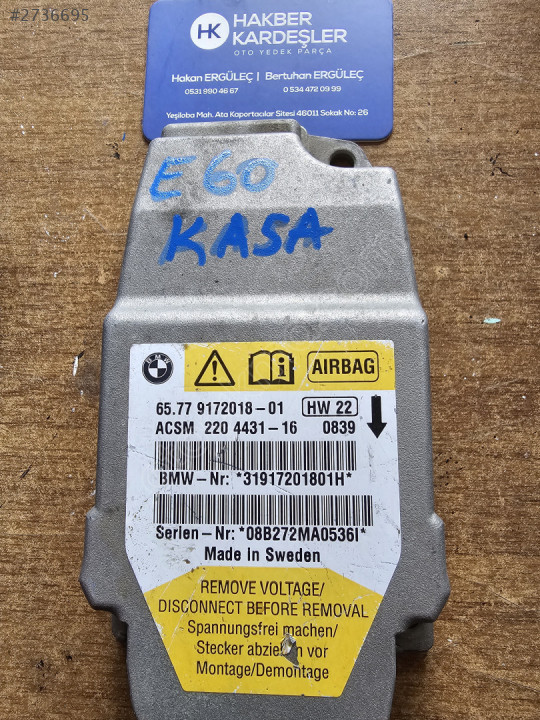 #2736695
HK
HAKBER
KARDEŞLER
OTO YEDEK PARÇA
Hakan ERGÜLEÇ | Bertuhan ERGÜLEÇ
0531 990 46 67
0 534 472 09 99
Yeşiloba Mah. Ata Kaportacılar Sitesi 46011 Sokak No: 26
E60
KASA
BMW
AIRBAG
65.77 9172018-01 HW 22
ACSM 220 4431-16 0839
BMW-Nr: *31917201801H*
Serien-Nr: *08B272MA0536I*
Made in Sweden
REMOVE VOLTAGE/
DISCONNECT BEFORE REMOVAL
Spannungsfrei machen/
Stecker abziehen vor
Montage/Demontage